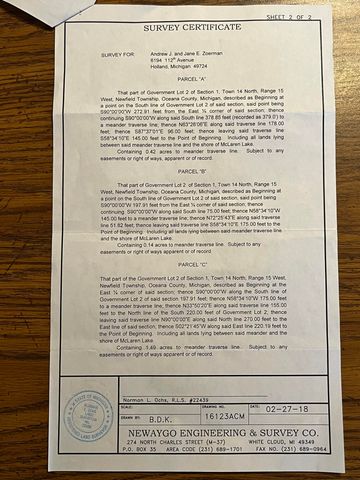 SHEET 2 OF 2
SURVEY CERTIFICATE
SURVEY FOR: Andrew J. and Jane E. Zoerman
6194 112th Avenue
Holland, Michigan 49724
PARCEL "A"
That part of Government Lot 2 of Section 1, Town 14 North, Range 15
West, Newfield Township, Oceana County, Michigan, described as Beginning at
a point on the South line of Government Lot 2 of said section, said point being
S90°00'00"W 272.91 feet from the East ¼ corner of said section; thence
continuing S90°00'00"W along said South line 378.85 feet (recorded as 379.0') to
a meander traverse line; thence N63°26'06"E along said traverse line 178.00
feet; thence S87°37'01"E 96.00 feet; thence leaving said traverse line
S58°34'10"E 145.00 feet to the Point of Beginning. Including all lands lying
between said meander traverse line and the shore of McLaren Lake.
Containing 0.42 acres to meander traverse line. Subject to any
easements or right of ways apparent or of record.
PARCEL "B"
That part of Government Lot 2 of Section 1, Town 14 North, Range 15 West,
Newfield Township, Oceana County, Michigan, described as Beginning at a
point on the South line of Government Lot 2 of said section, said point being
S90°00'00"W 197.91 feet from the East ¼ corner of said section; thence
continuing S90°00'00"W along said South line 75.00 feet; thence N58°34'10"W
145.00 feet to a meander traverse line; thence N72°25'43"E along said traverse
line 51.82 feet; thence leaving said traverse line S58°34'10"E 175.00 feet to the
Point of Beginning. Including all lands lying between said meander traverse line
and the shore of McLaren Lake.
Containing 0.14 acres to meander traverse line. Subject to any
easements or right of ways apparent or of record.
PARCEL "C"
That part of the Government Lot 2 of Section 1, Town 14 North, Range 15 West,
Newfield Township, Oceana County, Michigan, described as Beginning at the
East ¼ corner of said section; thence S90°00'00"W along the South line of
Government Lot 2 of said section 197.91 feet; thence N58°34'10"W 175.00 feet
to a meander traverse line; thence N33°50'20"E along said traverse line 155.00
feet to the North line of the South 220.00 feet of Government Lot 2; thence
leaving said traverse line N90°00'00"E along said North line 270.00 feet to the
East line of said section; thence S02°21'45"W along said East line 220.19 feet
to the Point of Beginning. Including all lands lying between said meander and
the shore of McLaren Lake.
Containing 1.49 acres to meander traverse line. Subject to any
easements or right of ways apparent or of record.
Norman L. Ochs, R.L.S. #22439
SCALE: DRAWING NO. 16123ACM DATE: 02-27-18
DRAWN BY: B.D.K.
NEWAYGO ENGINEERING & SURVEY CO.
274 NORTH CHARLES STREET (M-37) WHITE CLOUD, MI 49349
P.O. BOX 35 AREA CODE (231) 689-1701 FAX NO. (231) 689-0964